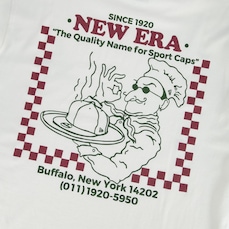 SINCE 1920
• NEW ERA •
"The Quality Name for Sport Caps"
Buffalo, New York 14202
(011) 1920-5950